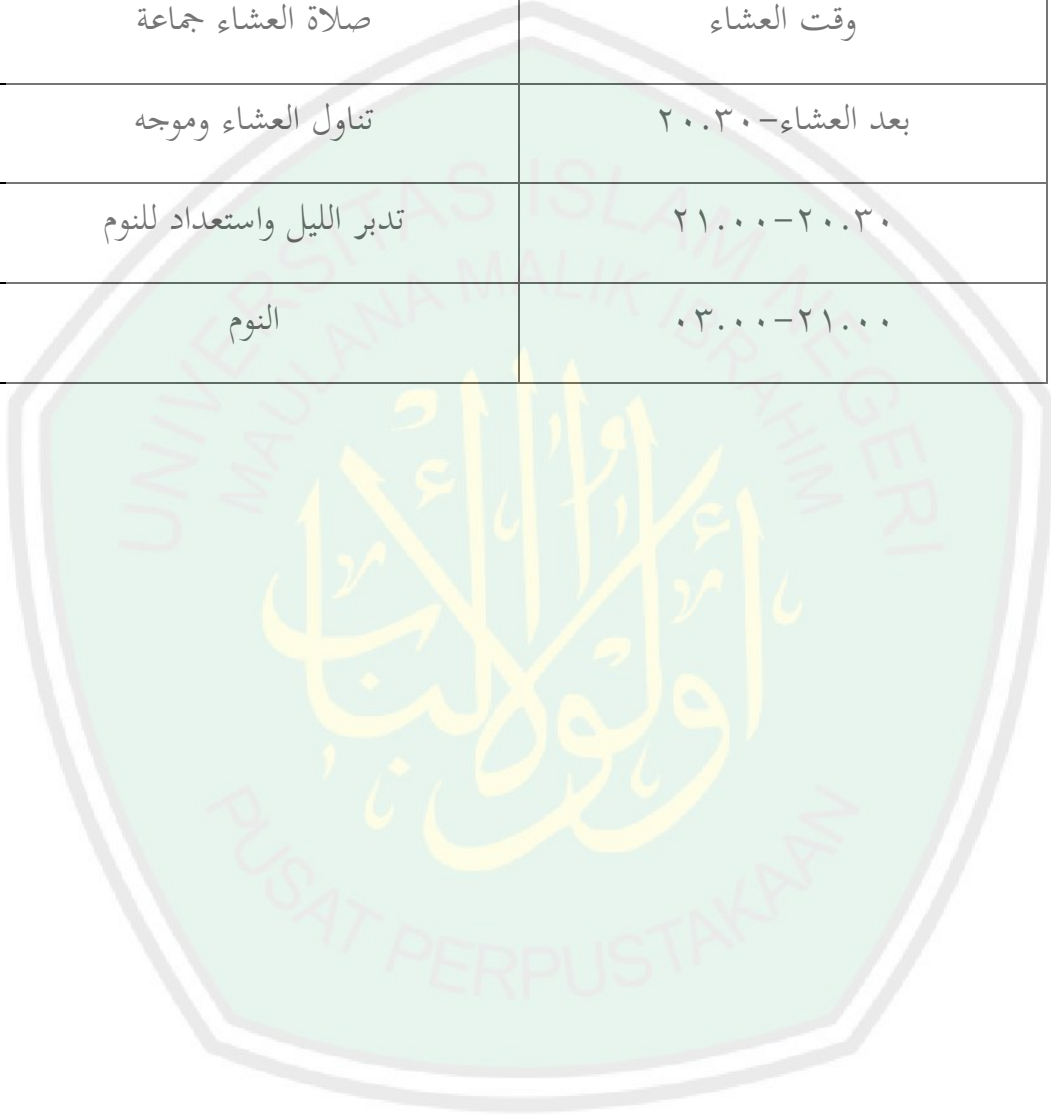 وقت العشاء صلاة العشاء جماعة
بعد العشاء-٢٠.٣٠ تناول العشاء وموجه
٢٠.٣٠-٢١.٠٠ تدبر الليل واستعداد للنوم
٢١.٠٠-٠٣.٠٠ النوم
UNIVERSITAS ISLAM NEGERI
MAULANA MALIK IBRAHIM
أولو الألباب
PUSAT PERPUSTAKAAN